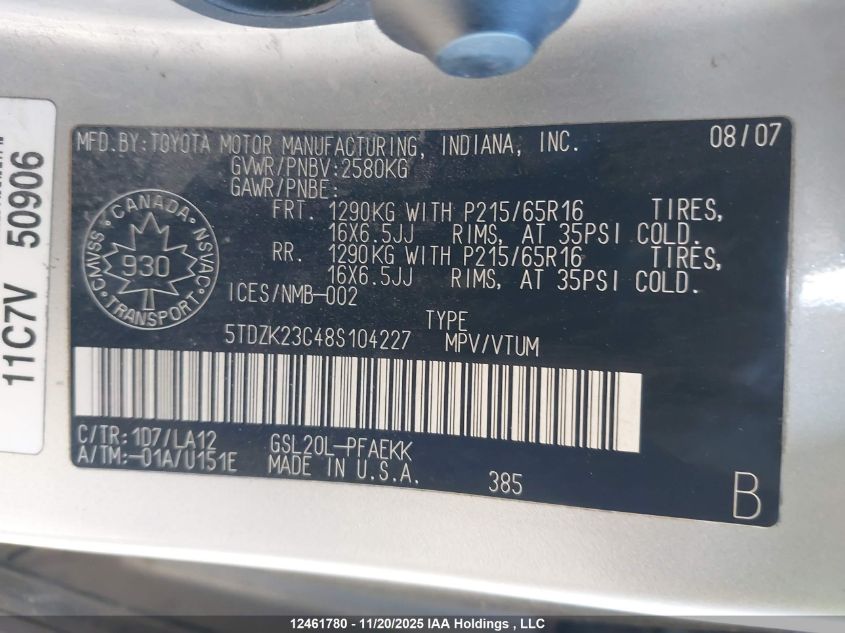 MFD.BY:TOYOTA MOTOR MANUFACTURING, INDIANA, INC. 08/07
GVWR/PNBV:2580KG
GAWR/PNBE:
FRT. 1290KG WITH P215/65R16 TIRES,
16X6.5JJ RIMS, AT 35PSI COLD.
RR. 1290KG WITH P215/65R16 TIRES,
16X6.5JJ RIMS, AT 35PSI COLD.
ICES/NMB-002
CANADA
CMVSS NSVAC
930
TRANSPORT
TYPE
5TDZK23C48S104227 MPV/VTUM
C/TR:1D7/LA12 GSL20L-PFAEKK
A/TM:-01A/U151E MADE IN U.S.A. 385
B
11C7V 50906
12461780 - 11/20/2025 IAA Holdings , LLC